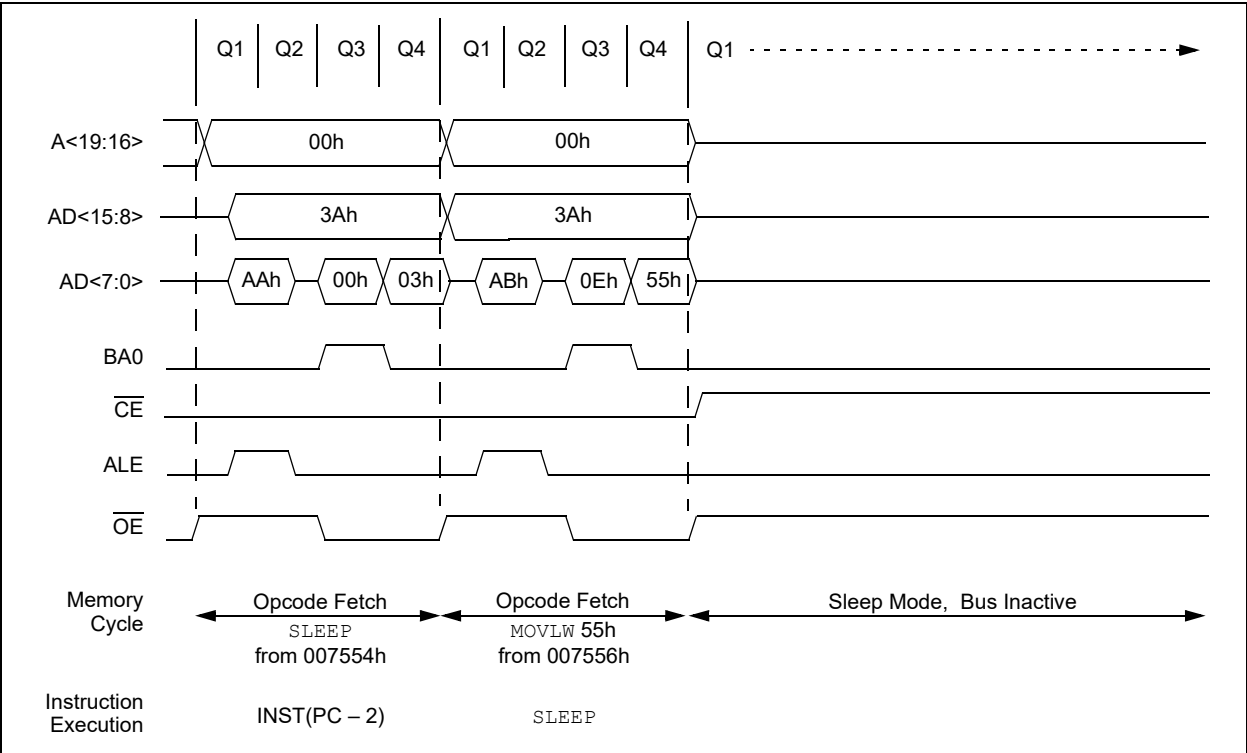 Q1 Q2 Q3 Q4 Q1 Q2 Q3 Q4 Q1
A<19:16> 00h 00h
AD<15:8> 3Ah 3Ah
AD<7:0> AAh 00h 03h ABh 0Eh 55h
BA0
CE
ALE
OE
Memory
Cycle
Opcode Fetch
SLEEP
from 007554h
Opcode Fetch
MOVLW 55h
from 007556h
Sleep Mode, Bus Inactive
Instruction
Execution
INST(PC – 2)
SLEEP